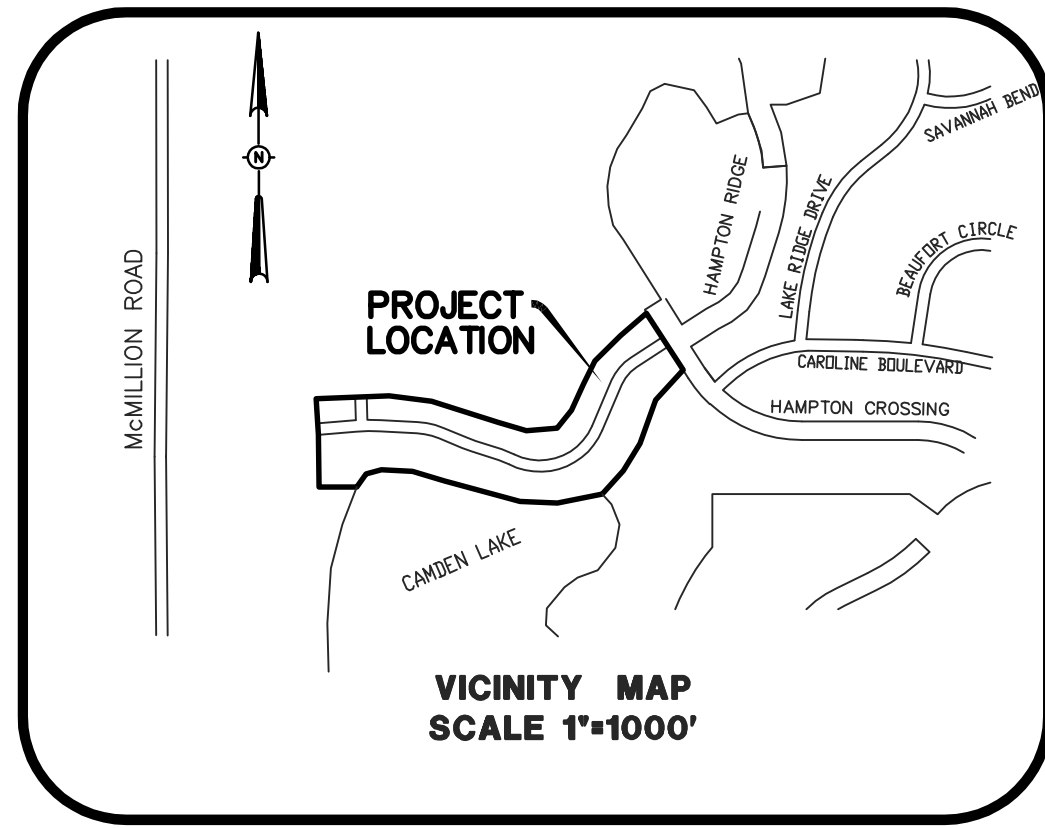 N
SAVANNAH BEND
HAMPTON RIDGE
LAKE RIDGE DRIVE
BEAUFORT CIRCLE
McMILLION ROAD
PROJECT
LOCATION
CAROLINE BOULEVARD
HAMPTON CROSSING
CAMDEN LAKE
VICINITY MAP
SCALE 1"=1000'